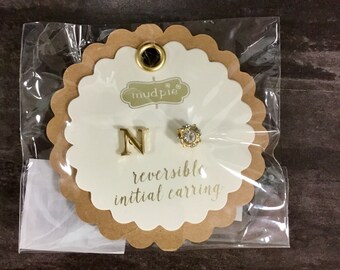 mudpie
N
reversible
initial earring